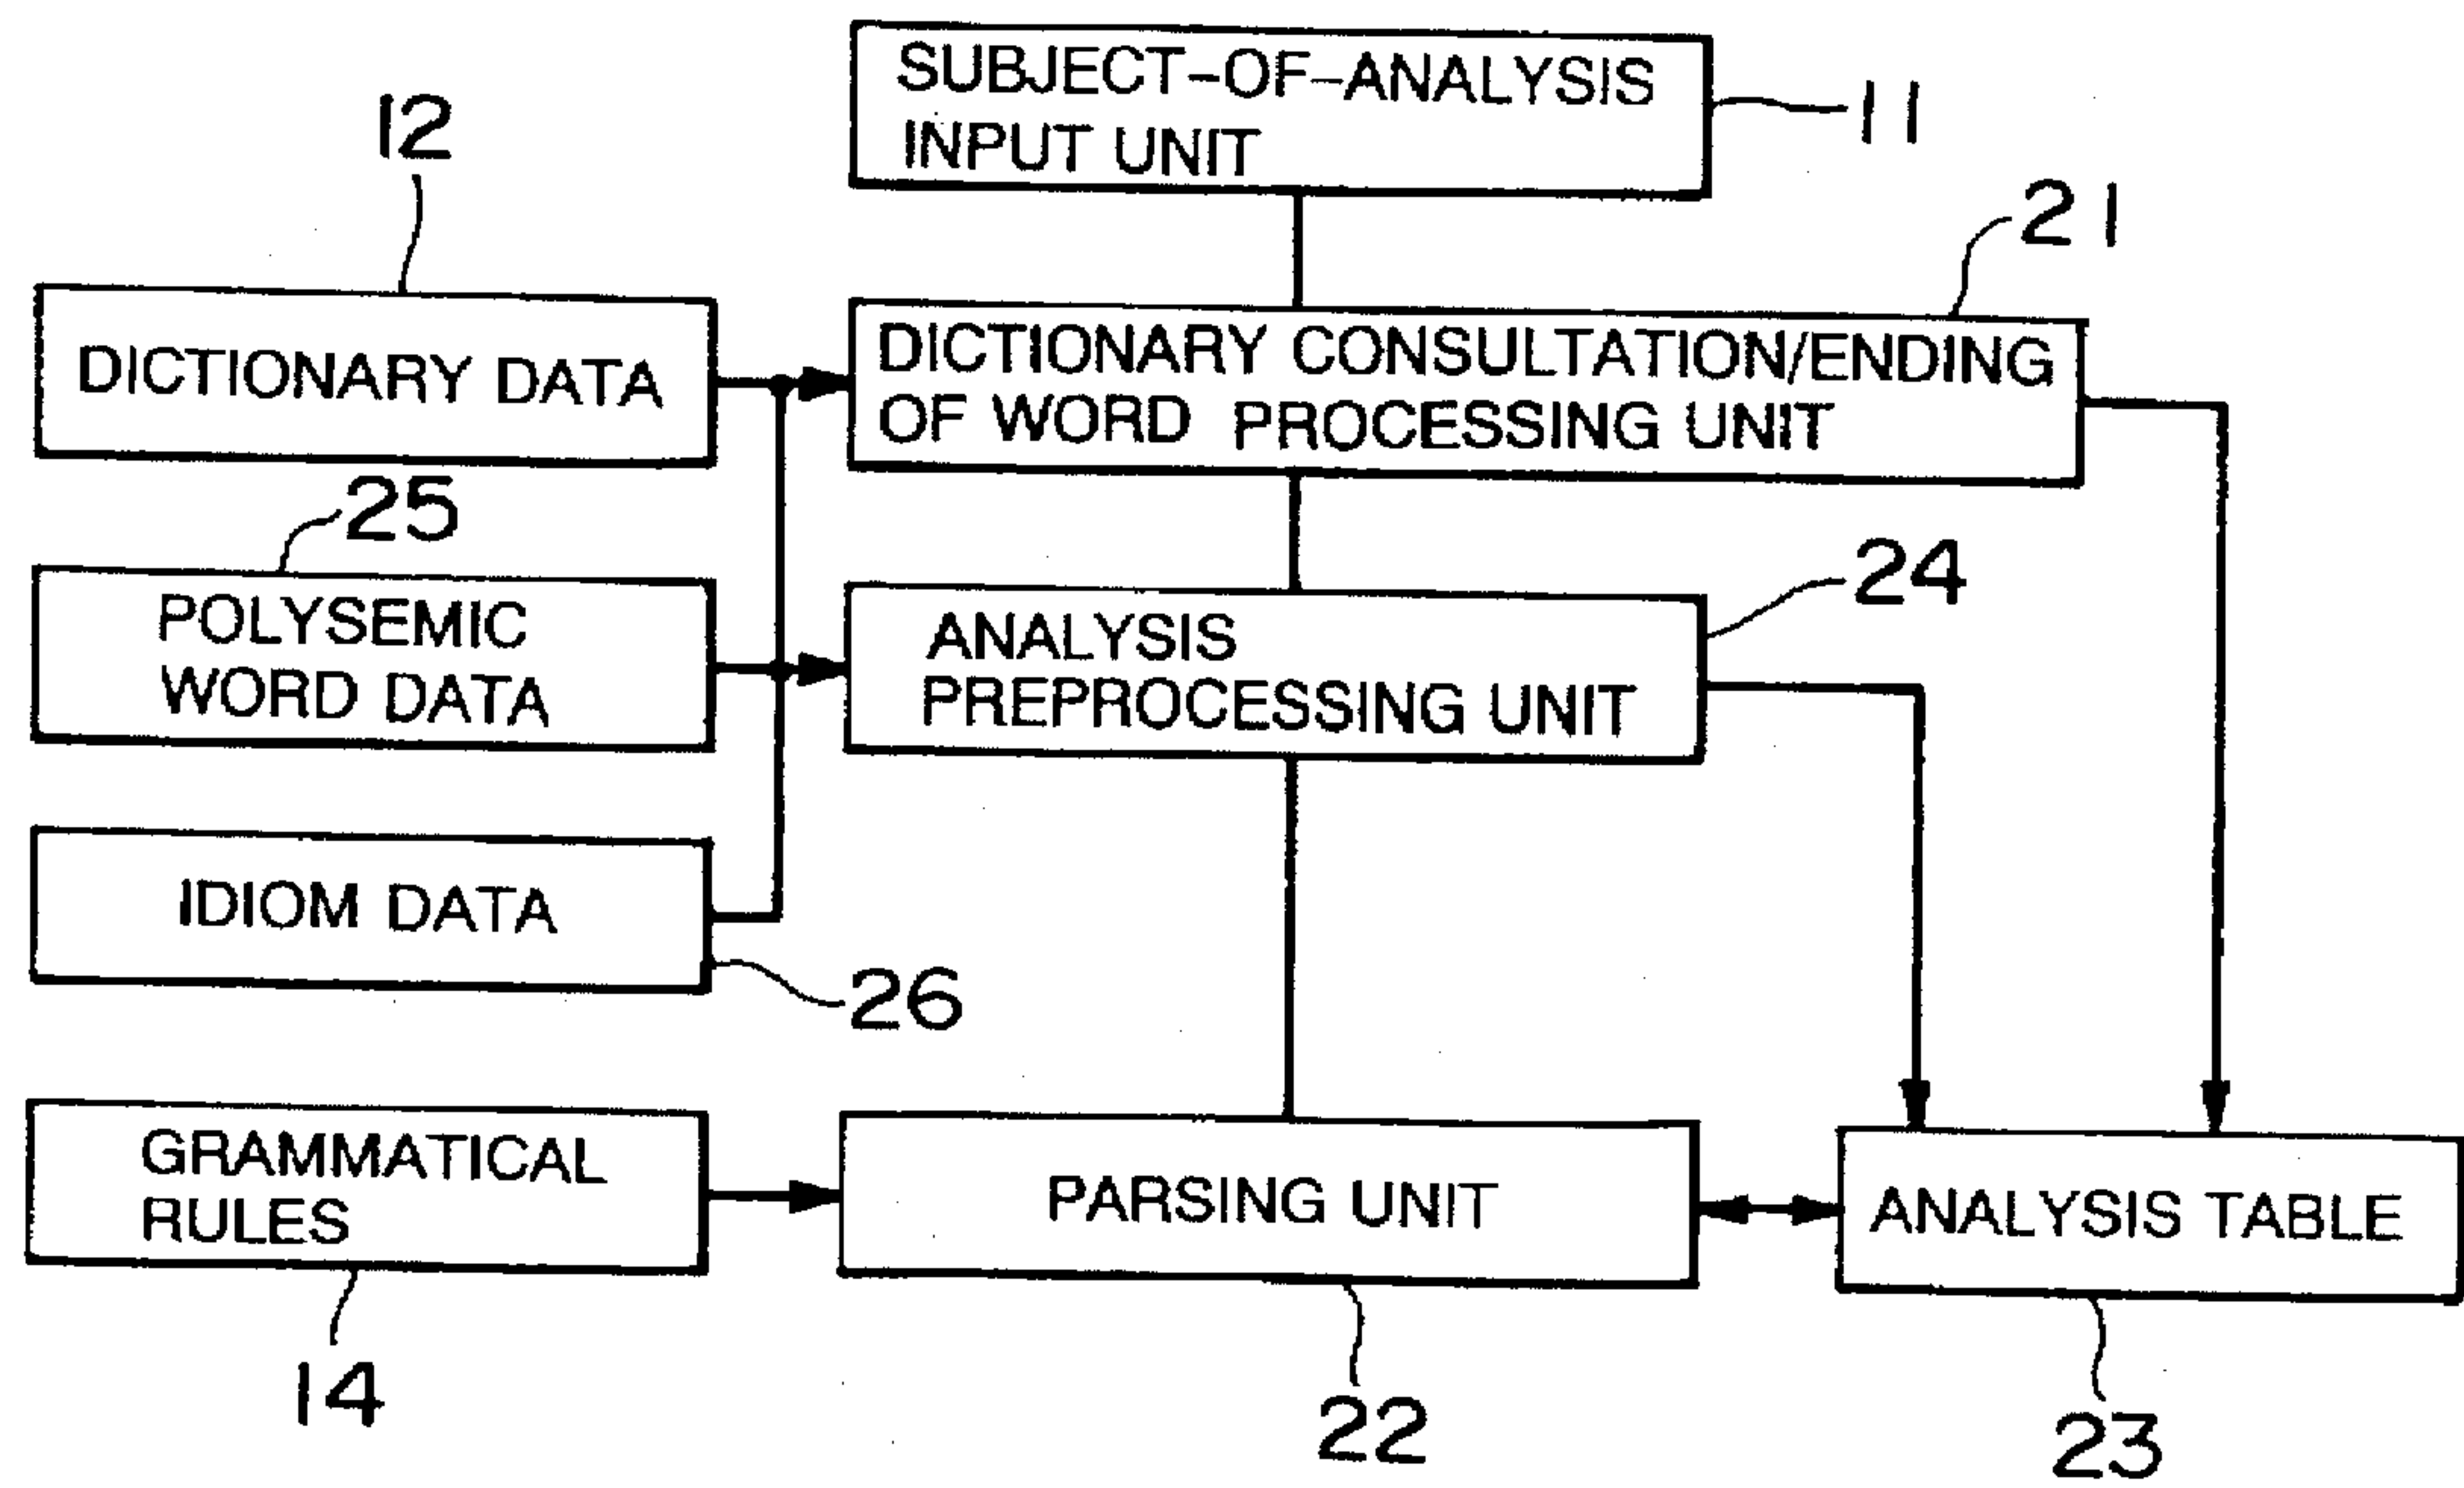 SUBJECT-OF-ANALYSIS
INPUT UNIT
11
12
21
DICTIONARY DATA
DICTIONARY CONSULTATION/ENDING
OF WORD PROCESSING UNIT
25
24
POLYSEMIC
WORD DATA
ANALYSIS
PREPROCESSING UNIT
IDIOM DATA
26
GRAMMATICAL
RULES
PARSING UNIT
ANALYSIS TABLE
14
22
23